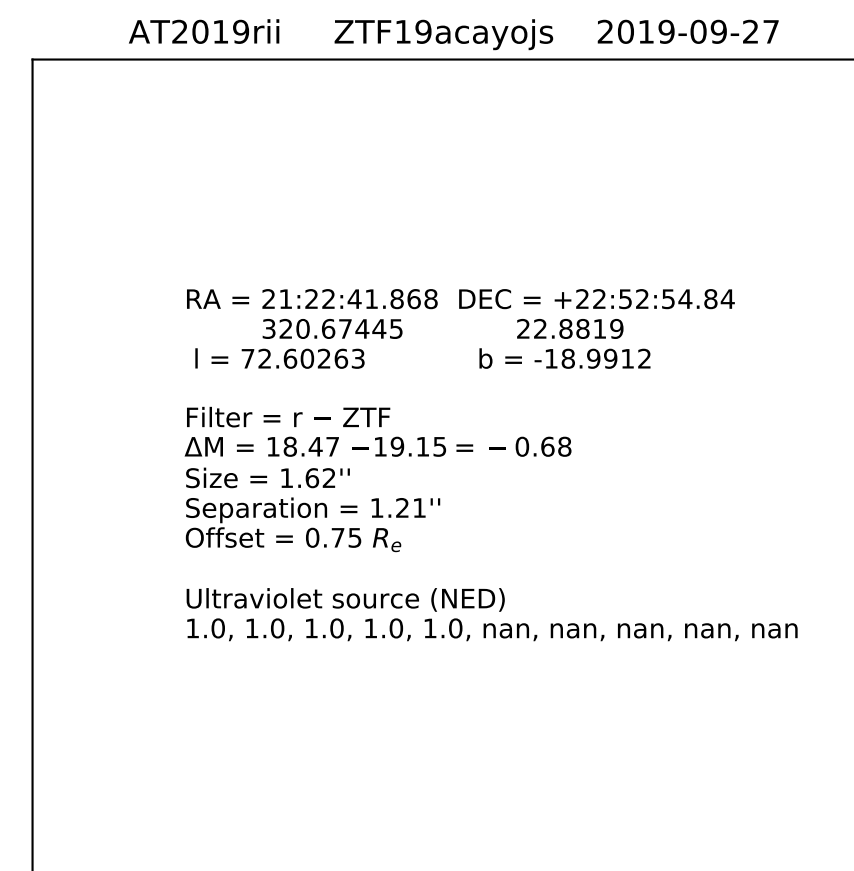 AT2019rii ZTF19acayojs 2019-09-27
RA = 21:22:41.868 DEC = +22:52:54.84
320.67445 22.8819
l = 72.60263 b = -18.9912
Filter = r − ZTF
ΔM = 18.47 −19.15 = − 0.68
Size = 1.62''
Separation = 1.21''
Offset = 0.75 Re
Ultraviolet source (NED)
1.0, 1.0, 1.0, 1.0, 1.0, nan, nan, nan, nan, nan